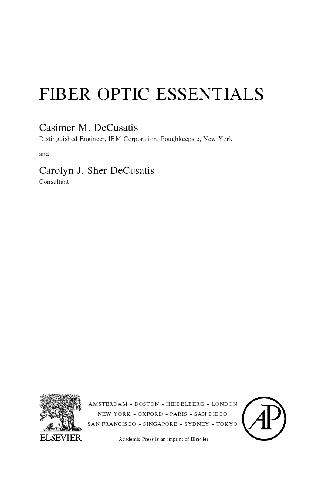 FIBER OPTIC ESSENTIALS
Casimer M. DeCusatis
Distinguished Engineer, IBM Corporation, Poughkeepsie, New York
and
Carolyn J. Sher DeCusatis
Consultant
AMSTERDAM • BOSTON • HEIDELBERG • LONDON
NEW YORK • OXFORD • PARIS • SAN DIEGO
SAN FRANCISCO • SINGAPORE • SYDNEY • TOKYO
ELSEVIER
Academic Press is an imprint of Elsevier
AP